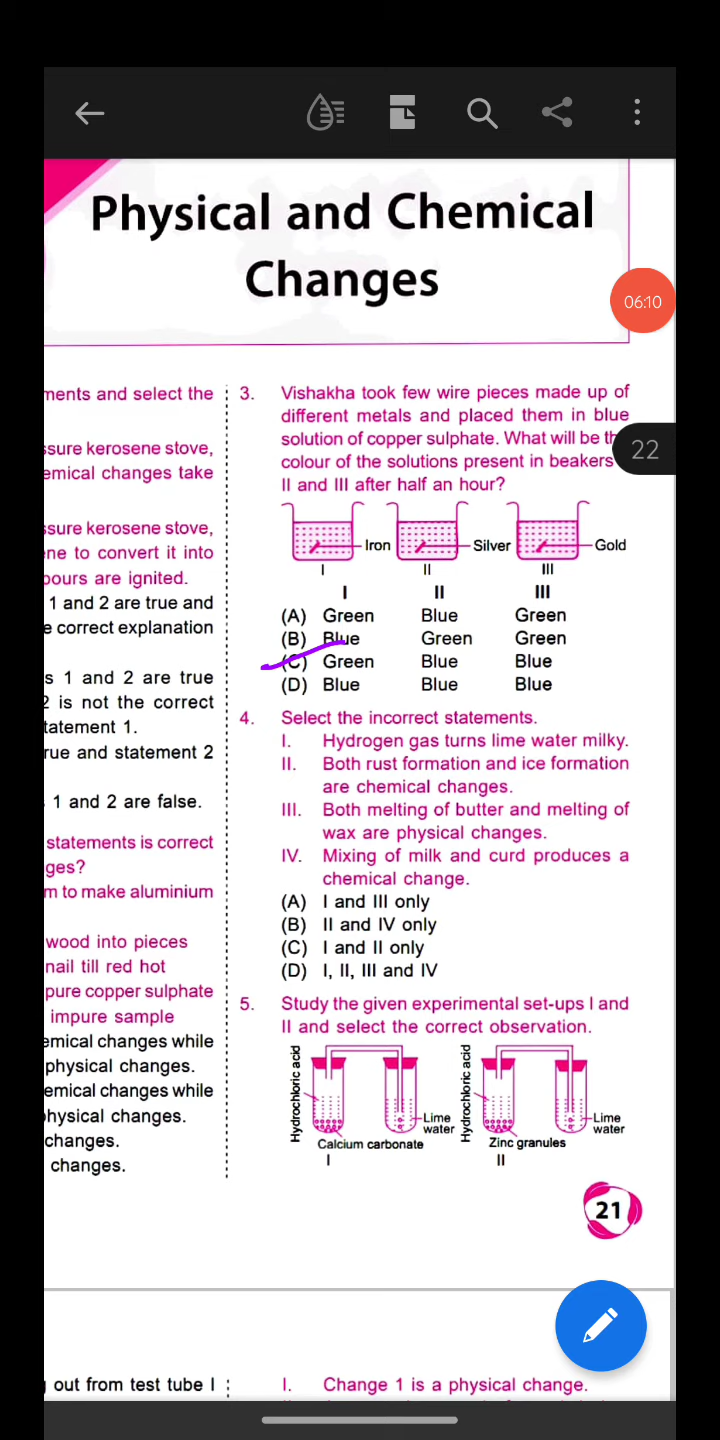 Physical and Chemical
Changes
06:10
22
ments and select the
ssure kerosene stove,
emical changes take
ssure kerosene stove,
ne to convert it into
pours are ignited.
1 and 2 are true and
e correct explanation
s 1 and 2 are true
2 is not the correct
tatement 1.
rue and statement 2
1 and 2 are false.
statements is correct
ges?
m to make aluminium
wood into pieces
nail till red hot
pure copper sulphate
impure sample
emical changes while
physical changes.
emical changes while
hysical changes.
changes.
changes.
3. Vishakha took few wire pieces made up of
different metals and placed them in blue
solution of copper sulphate. What will be th
colour of the solutions present in beakers
II and III after half an hour?
Iron Silver Gold
I II III
I II III
(A) Green Blue Green
(B) Blue Green Green
(C) Green Blue Blue
(D) Blue Blue Blue
4. Select the incorrect statements.
I. Hydrogen gas turns lime water milky.
II. Both rust formation and ice formation
are chemical changes.
III. Both melting of butter and melting of
wax are physical changes.
IV. Mixing of milk and curd produces a
chemical change.
(A) I and III only
(B) II and IV only
(C) I and II only
(D) I, II, III and IV
5. Study the given experimental set-ups I and
II and select the correct observation.
Hydrochloric acid
Lime
water
Calcium carbonate
I
Hydrochloric acid
Lime
water
Zinc granules
II
21
g out from test tube I
I. Change 1 is a physical change.